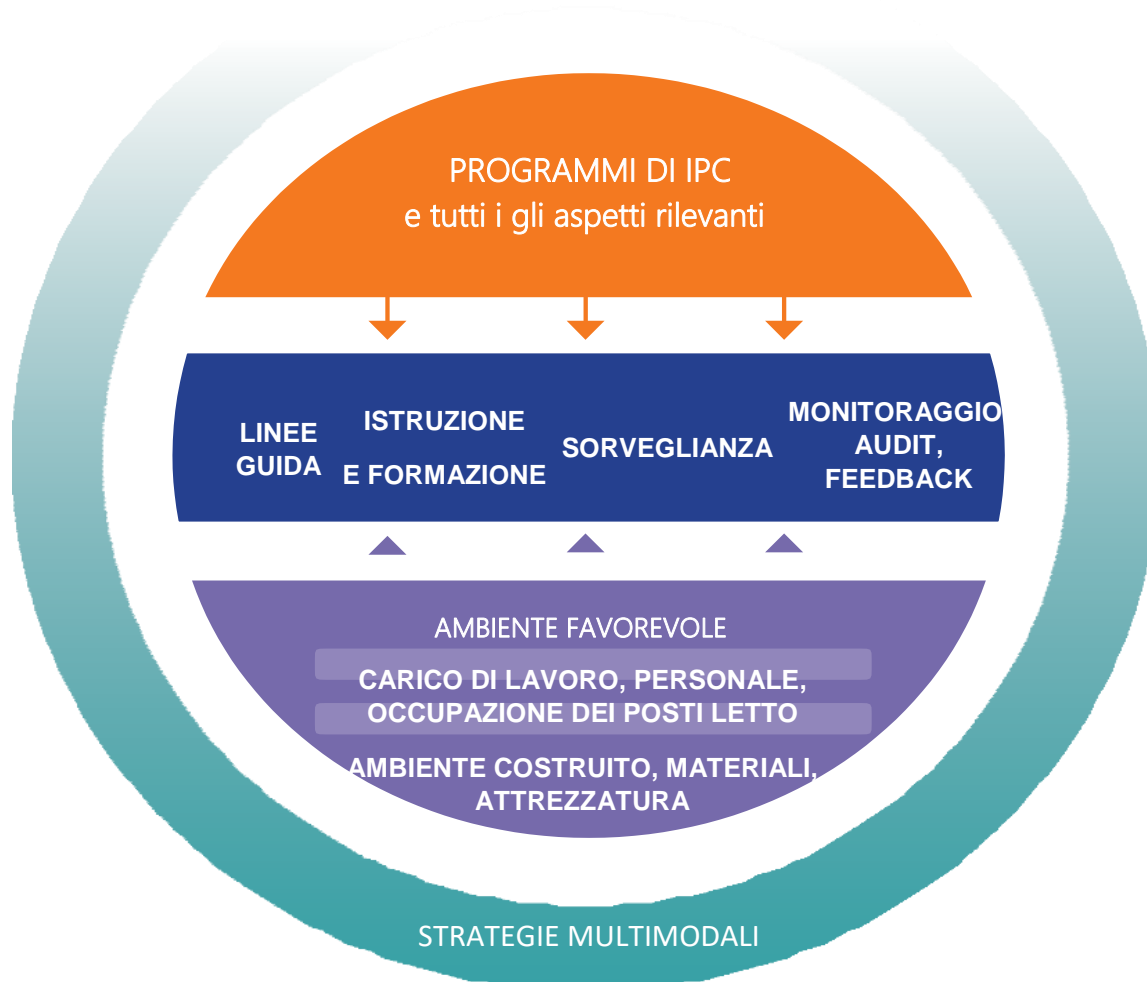 PROGRAMMI DI IPC
e tutti i gli aspetti rilevanti
LINEE
GUIDA
ISTRUZIONE
E FORMAZIONE
SORVEGLIANZA
MONITORAGGIO
AUDIT,
FEEDBACK
AMBIENTE FAVOREVOLE
CARICO DI LAVORO, PERSONALE,
OCCUPAZIONE DEI POSTI LETTO
AMBIENTE COSTRUITO, MATERIALI,
ATTREZZATURA
STRATEGIE MULTIMODALI